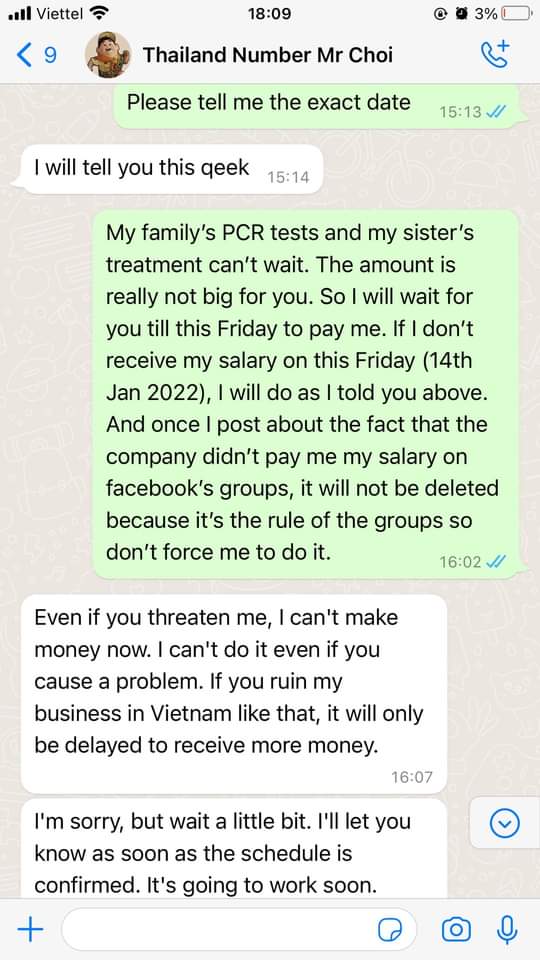 Viettel 18:09 3%
9 Thailand Number Mr Choi
Please tell me the exact date
15:13
I will tell you this qeek
15:14
My family's PCR tests and my sister's
treatment can't wait. The amount is
really not big for you. So I will wait for
you till this Friday to pay me. If I don't
receive my salary on this Friday (14th
Jan 2022), I will do as I told you above.
And once I post about the fact that the
company didn't pay me my salary on
facebook's groups, it will not be deleted
because it's the rule of the groups so
don't force me to do it.
16:02
Even if you threaten me, I can't make
money now. I can't do it even if you
cause a problem. If you ruin my
business in Vietnam like that, it will only
be delayed to receive more money.
16:07
I'm sorry, but wait a little bit. I'll let you
know as soon as the schedule is
confirmed. It's going to work soon.